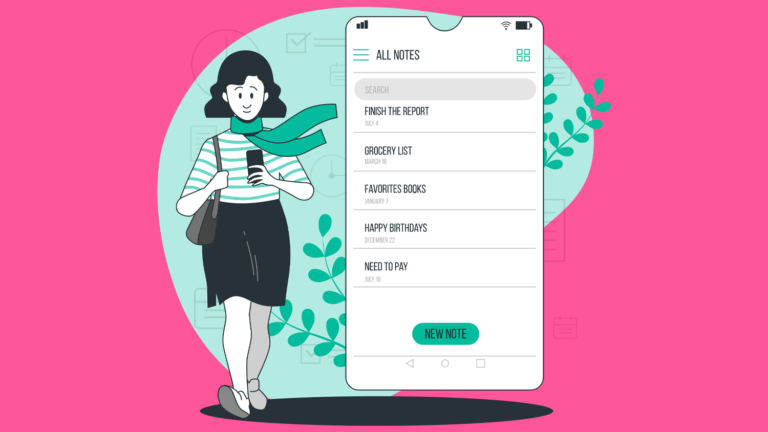 ALL NOTES
SEARCH
FINISH THE REPORT
JULY 4
GROCERY LIST
MARCH 16
FAVORITES BOOKS
JANUARY 7
HAPPY BIRTHDAYS
DECEMBER 22
NEED TO PAY
JULY 16
NEW NOTE